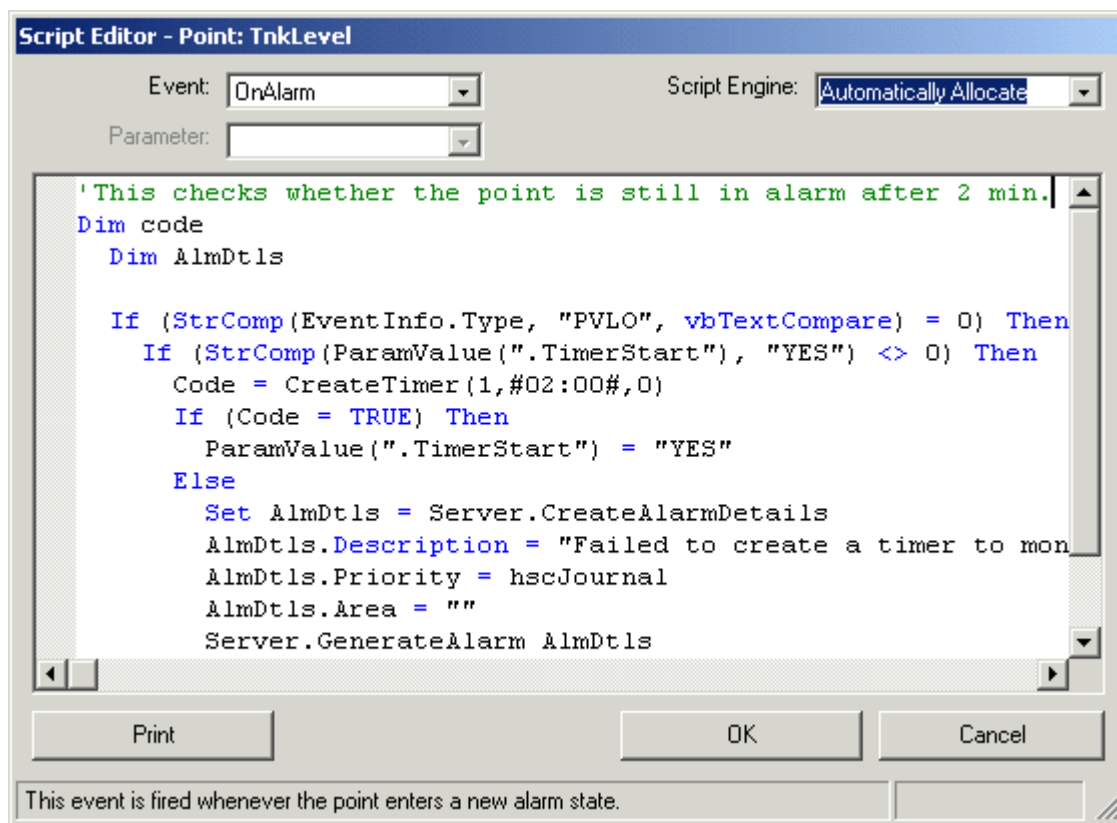 Script Editor - Point: TnkLevel
Event: OnAlarm Script Engine: Automatically Allocate
Parameter:
'This checks whether the point is still in alarm after 2 min.
Dim code
Dim AlmDtls
If (StrComp(EventInfo.Type, "PVLO", vbTextCompare) = 0) Then
If (StrComp(ParamValue(".TimerStart"), "YES") <> 0) Then
Code = CreateTimer(1,#02:00#,0)
If (Code = TRUE) Then
ParamValue(".TimerStart") = "YES"
Else
Set AlmDtls = Server.CreateAlarmDetails
AlmDtls.Description = "Failed to create a timer to mon
AlmDtls.Priority = hscJournal
AlmDtls.Area = ""
Server.GenerateAlarm AlmDtls
Print OK Cancel
This event is fired whenever the point enters a new alarm state.